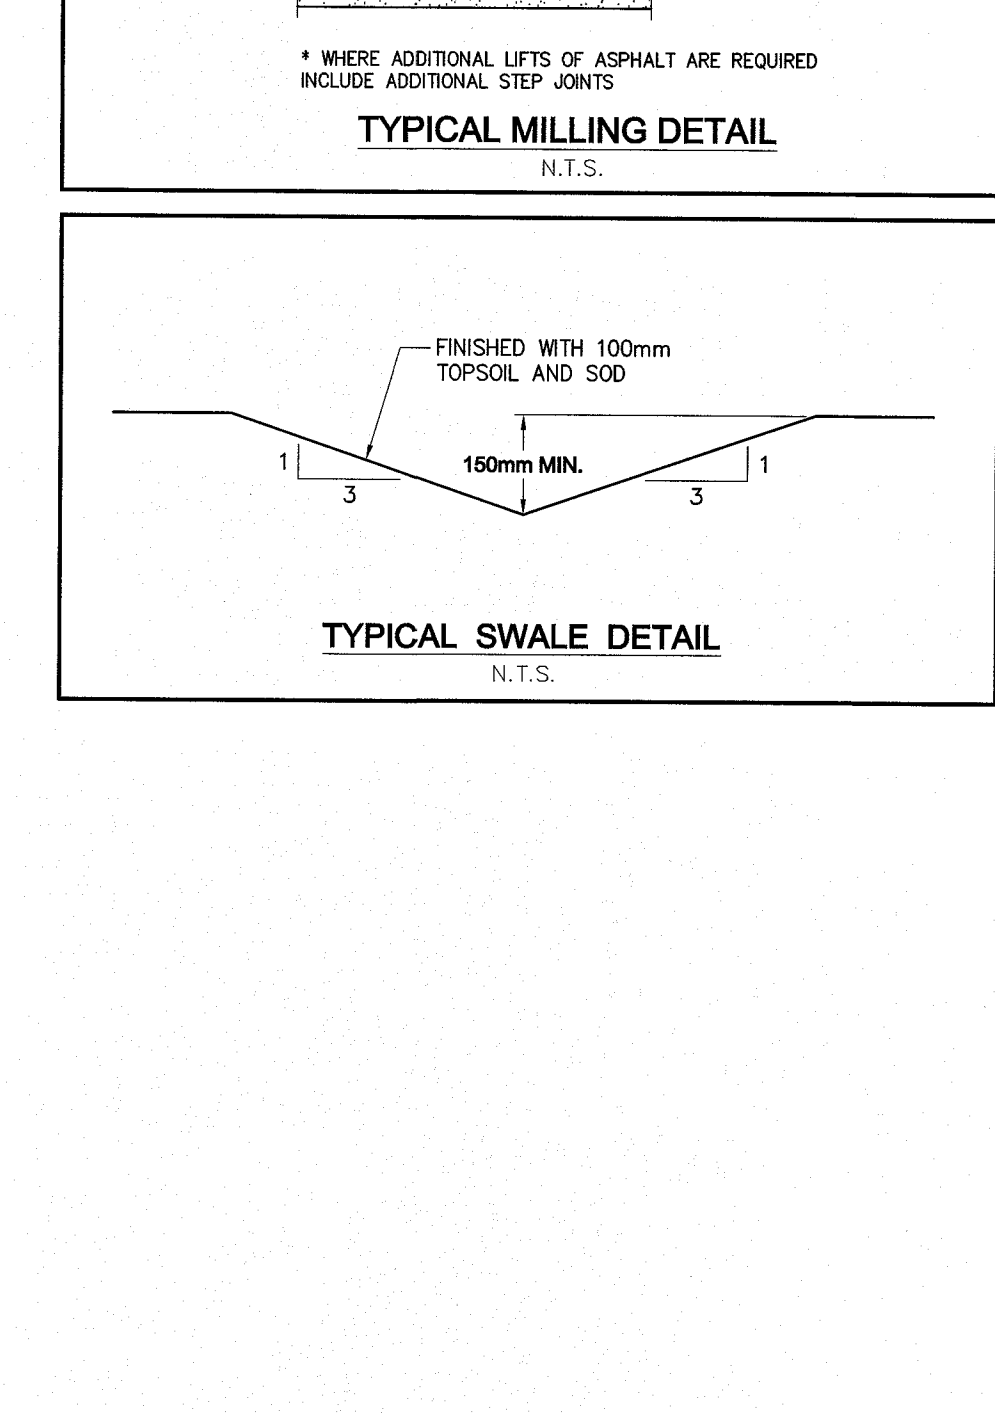 * WHERE ADDITIONAL LIFTS OF ASPHALT ARE REQUIRED
INCLUDE ADDITIONAL STEP JOINTS
TYPICAL MILLING DETAIL
N.T.S.
FINISHED WITH 100mm
TOPSOIL AND SOD
1
3
150mm MIN.
1
3
TYPICAL SWALE DETAIL
N.T.S.